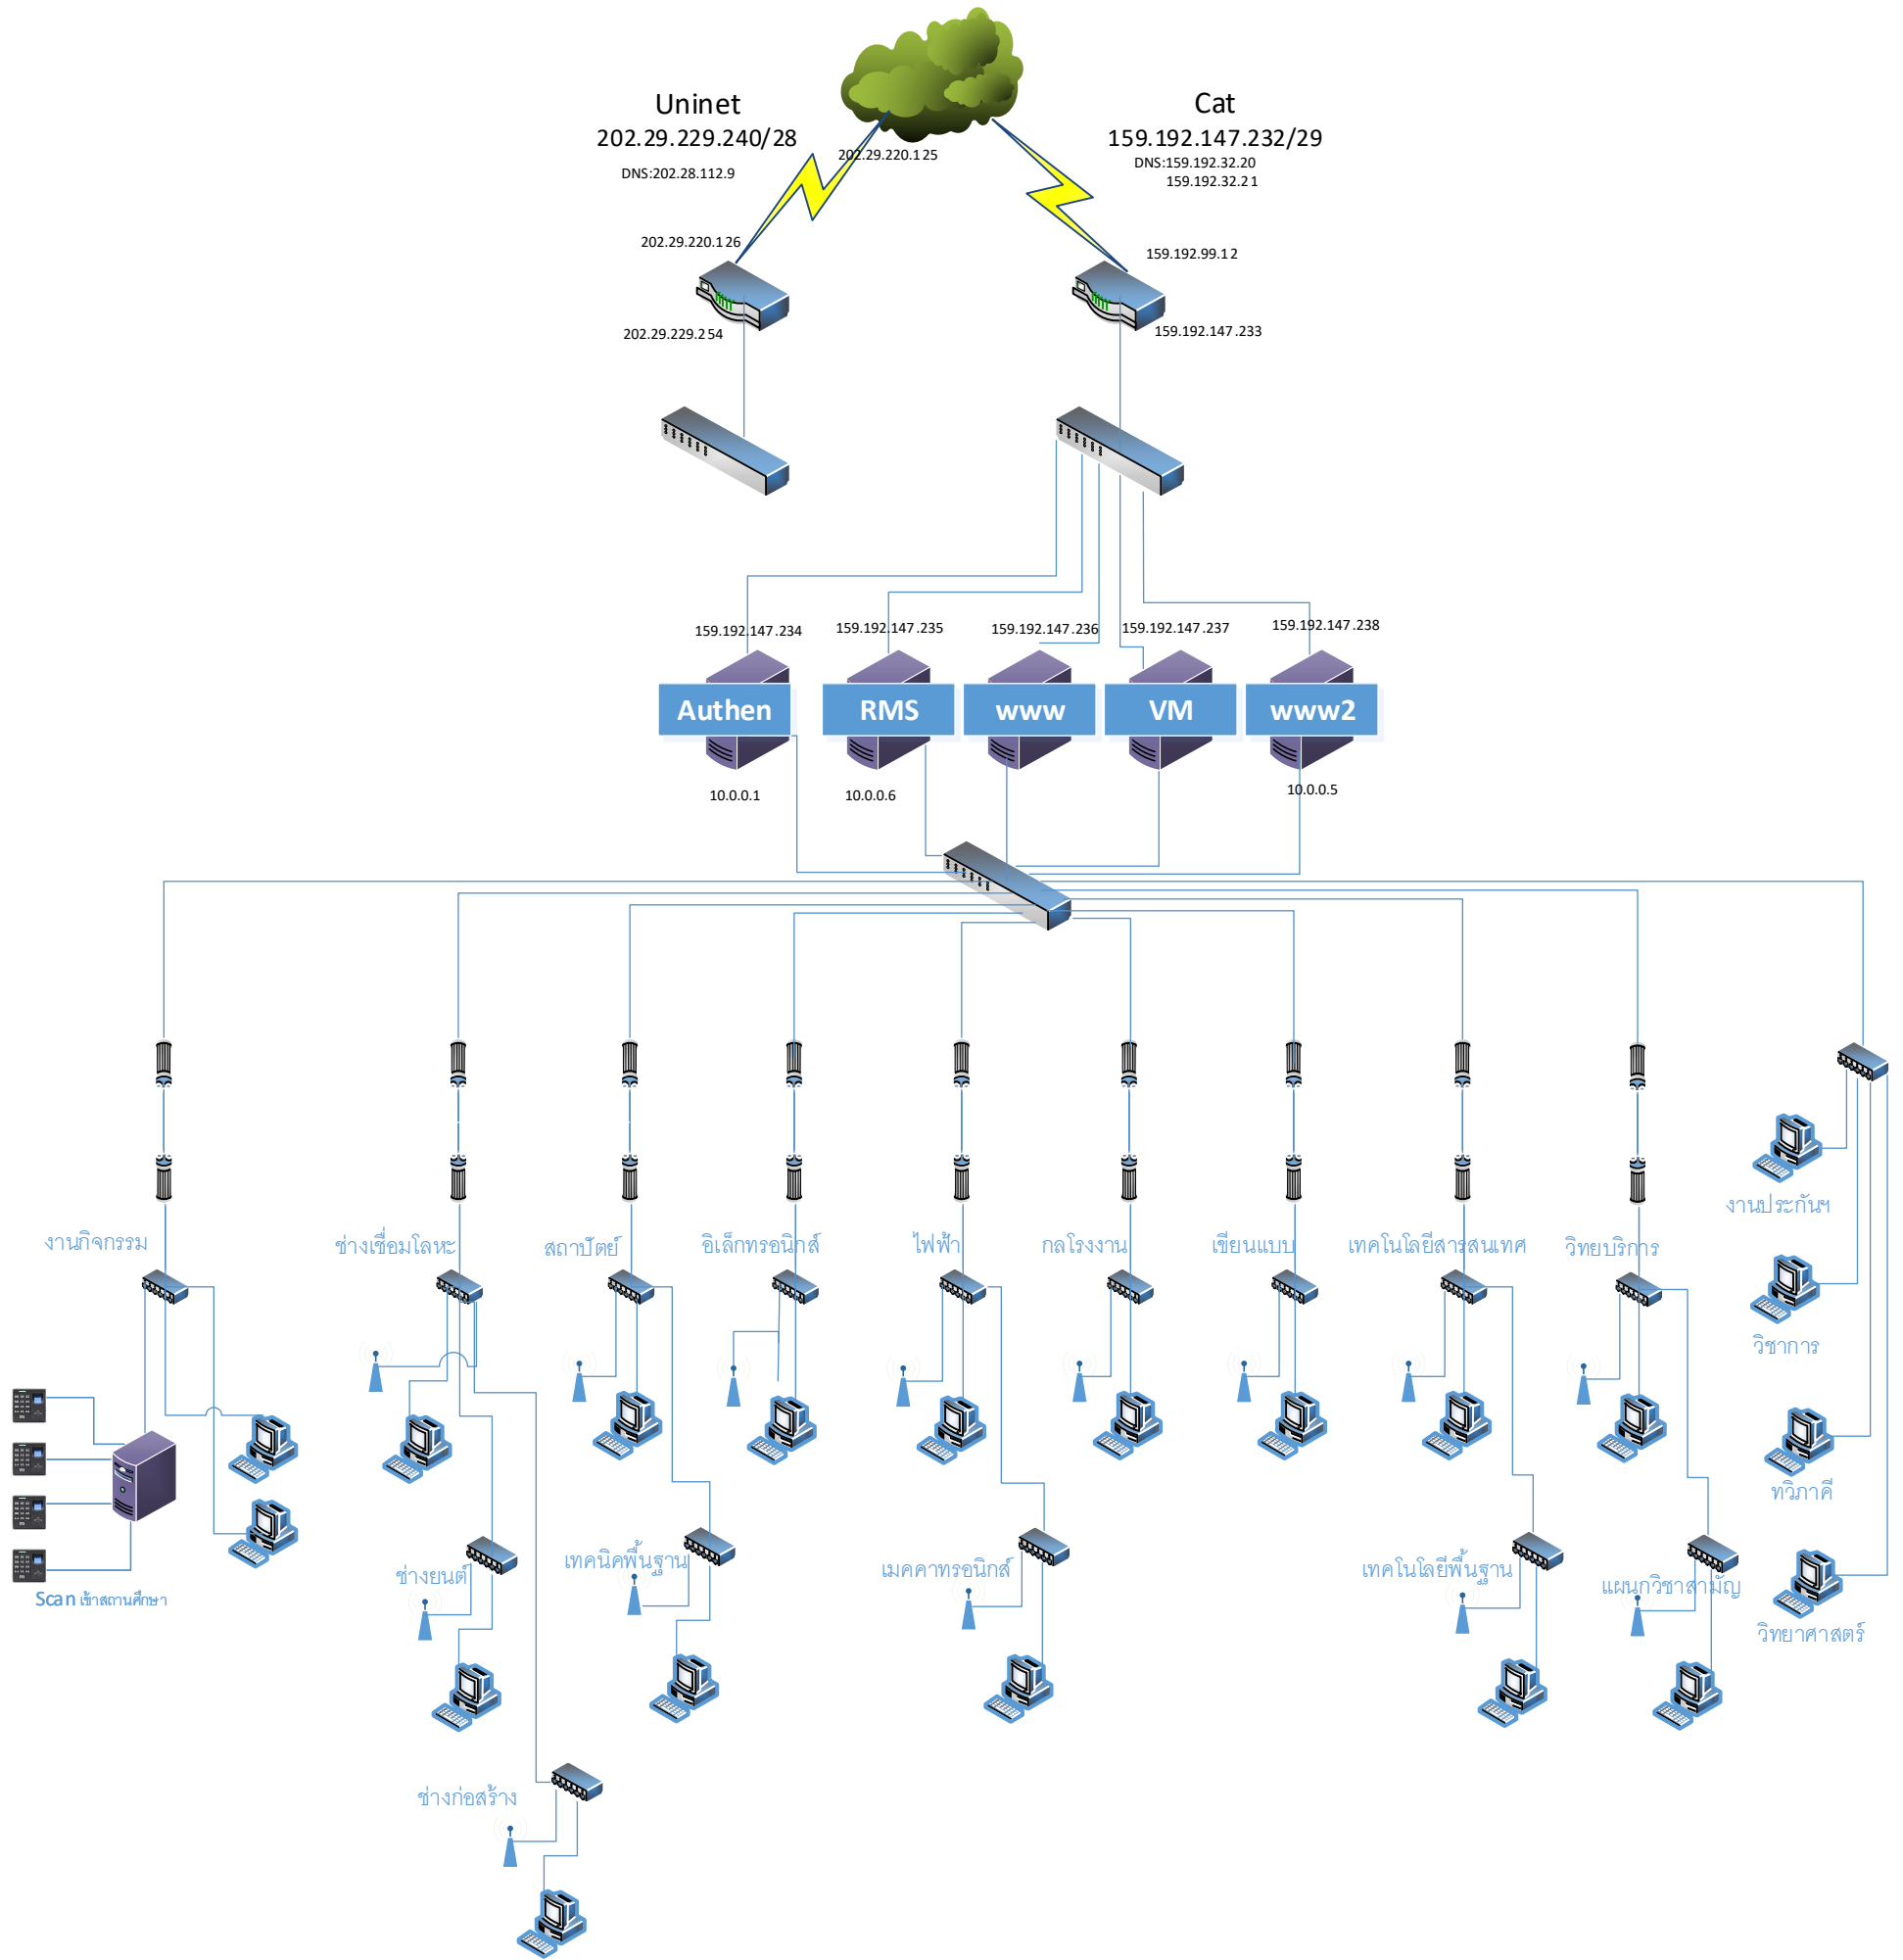 Uninet
202.29.229.240/28
DNS:202.28.112.9
202.29.220.125
Cat
159.192.147.232/29
DNS:159.192.32.20
159.192.32.21
202.29.220.126
159.192.99.12
202.29.229.254
159.192.147.233
159.192.147.234
159.192.147.235
159.192.147.236
159.192.147.237
159.192.147.238
Authen
RMS
www
VM
www2
10.0.0.1
10.0.0.6
10.0.0.5
งานกิจกรรม
ช่างเชื่อมโลหะ
สถาปัตย์
อิเล็กทรอนิกส์
ไฟฟ้า
กลโรงงาน
เขียนแบบ
เทคโนโลยีสารสนเทศ
วิทยบริการ
งานประกันฯ
วิชาการ
ทวิภาคี
วิทยาศาสตร์
Scan เข้าสถานศึกษา
ช่างยนต์
เทคนิคพื้นฐาน
เมคคาทรอนิกส์
เทคโนโลยีพื้นฐาน
แผนกวิชาสามัญ
ช่างก่อสร้าง